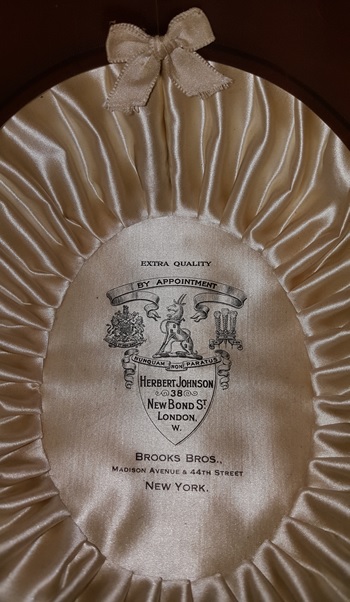 EXTRA QUALITY
BY APPOINTMENT
NUNQUAM NON PARATUS
HERBERT JOHNSON
38
NEW BOND ST
LONDON,
W.
BROOKS BROS.,
MADISON AVENUE & 44TH STREET
NEW YORK.